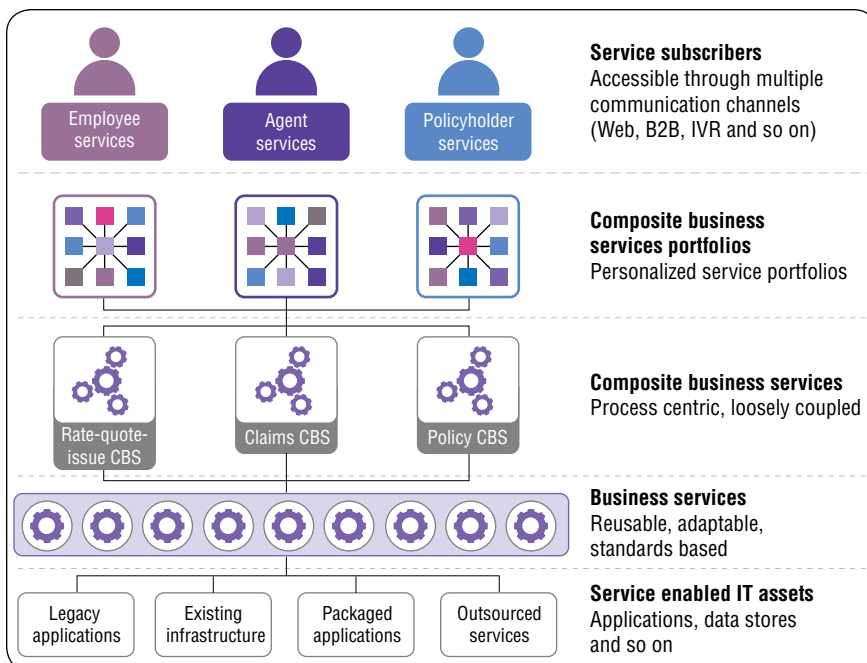 Employee
services
Agent
services
Policyholder
services
Service subscribers
Accessible through multiple
communication channels
(Web, B2B, IVR and so on)
Composite business
services portfolios
Personalized service portfolios
Rate-quote-
issue CBS
Claims CBS
Policy CBS
Composite business services
Process centric, loosely coupled
Business services
Reusable, adaptable,
standards based
Legacy
applications
Existing
infrastructure
Packaged
applications
Outsourced
services
Service enabled IT assets
Applications, data stores
and so on